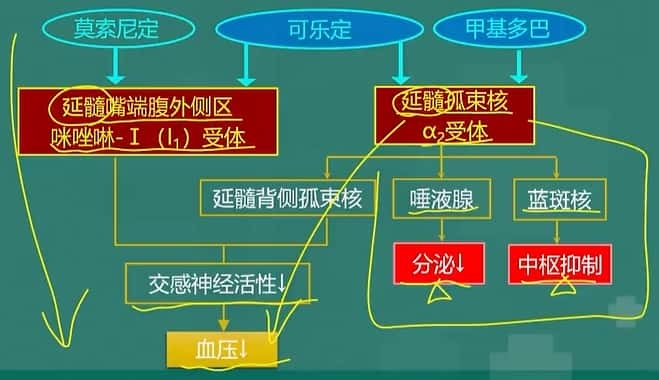 莫索尼定
可乐定
甲基多巴
延髓嘴端腹外侧区
咪唑啉-Ⅰ（I₁）受体
延髓孤束核
α₂受体
延髓背侧孤束核
唾液腺
蓝斑核
交感神经活性↓
分泌↓
中枢抑制
血压↓